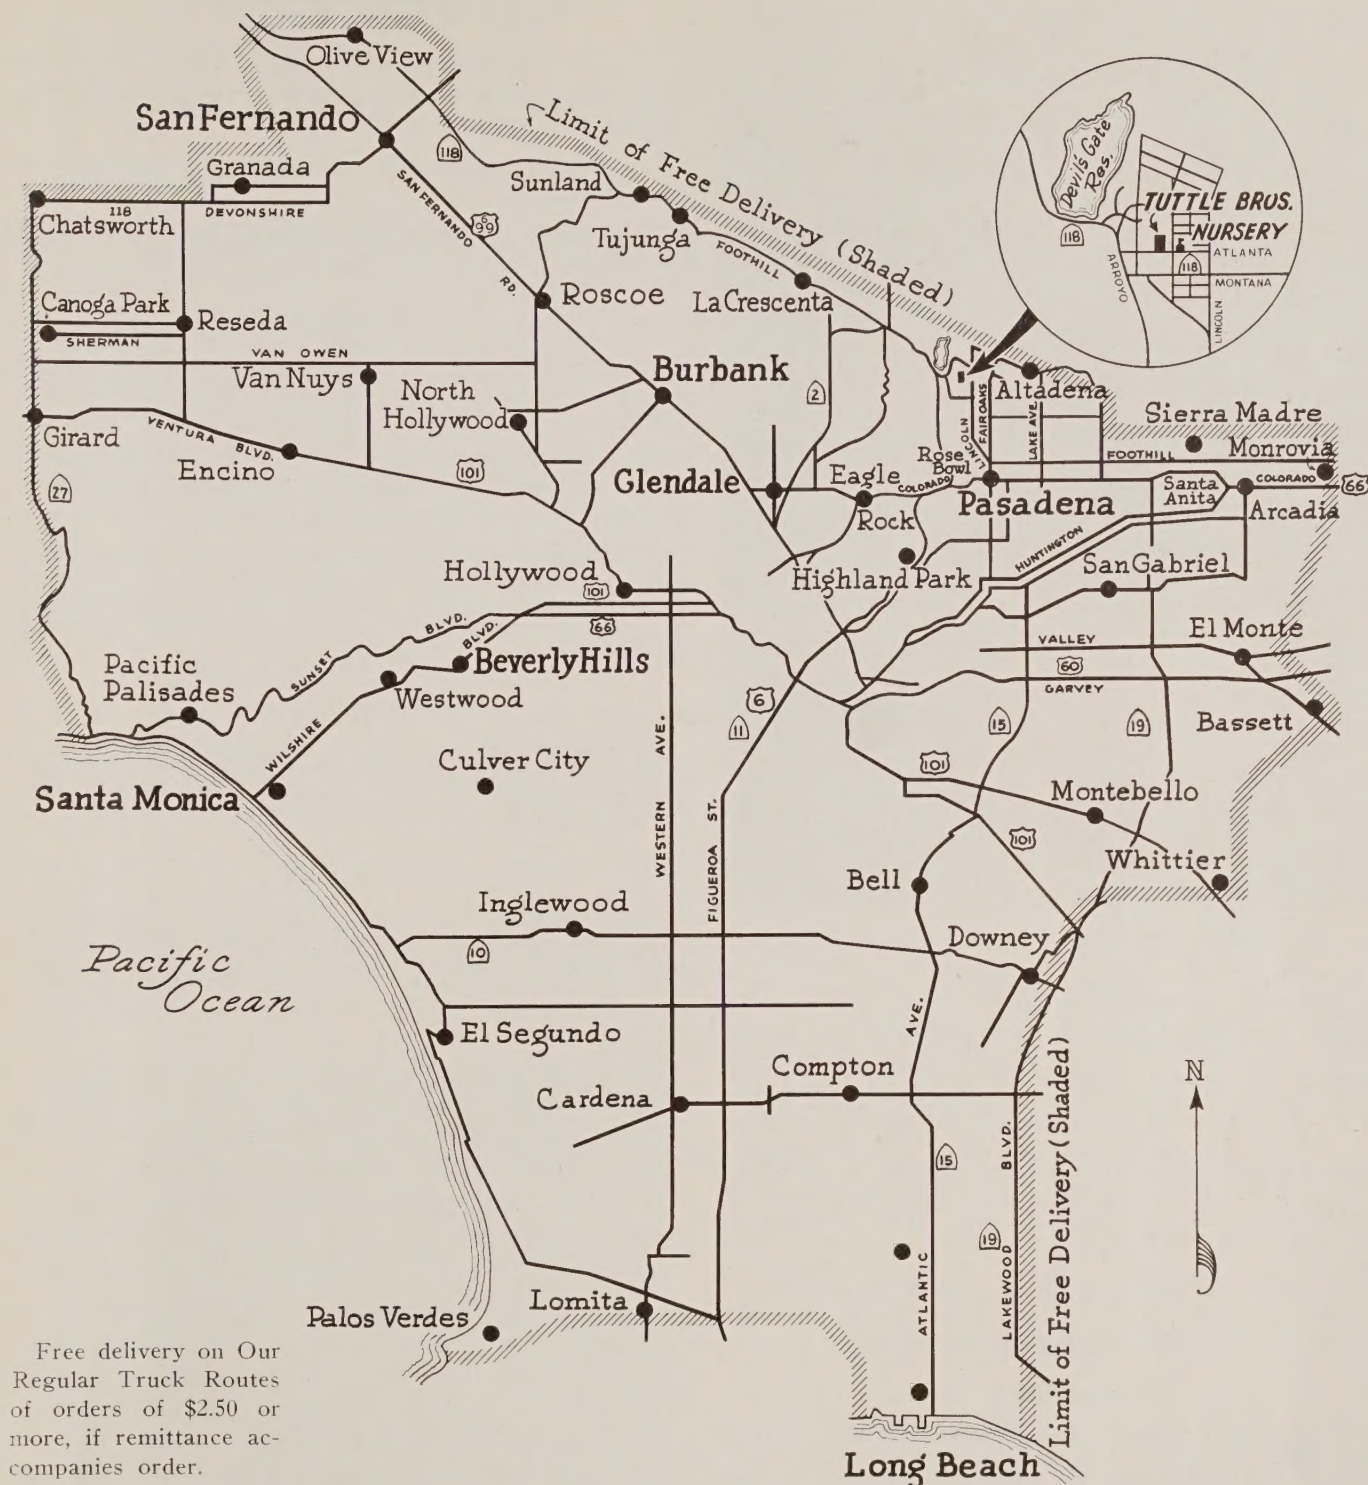 Olive View
San Fernando
Granada
118
Limit of Free Delivery (Shaded)
Devil's Gate
Res.
TUTTLE BROS.
NURSERY
118
118
ATLANTA
MONTANA
ARROYO
LINCOLN
Chatsworth
118
DEVONSHIRE
SAN FERNANDO
RD.
6
99
Sunland
Tujunga
FOOTHILL
La Crescenta
Canoga Park
SHERMAN
Reseda
Roscoe
VAN OWEN
Van Nuys
North
Hollywood
Burbank
2
Altadena
LINCOLN
FAIR OAKS
LAKE AVE.
Sierra Madre
Monrovia
FOOTHILL
Girard
VENTURA BLVD.
Encino
101
27
Glendale
Eagle
Rock
COLORADO
Rose
Bowl
Pasadena
Santa
Anita
COLORADO
66
Arcadia
HUNTINGTON
San Gabriel
Hollywood
101
Highland Park
SUNSET
BLVD.
BLVD.
66
Beverly Hills
Westwood
WILSHIRE
Pacific
Palisades
VALLEY
El Monte
60
GARVEY
Bassett
6
11
15
19
WESTERN AVE.
FIGUEROA ST.
Culver City
Santa Monica
101
Montebello
101
Whittier
Bell
Inglewood
10
Downey
Pacific
Ocean
El Segundo
AVE.
Compton
Cardena
N
15
BLVD.
19
LAKEWOOD
ATLANTIC
Limit of Free Delivery (Shaded)
Lomita
Palos Verdes
Long Beach
Free delivery on Our
Regular Truck Routes
of orders of $2.50 or
more, if remittance ac-
companies order.